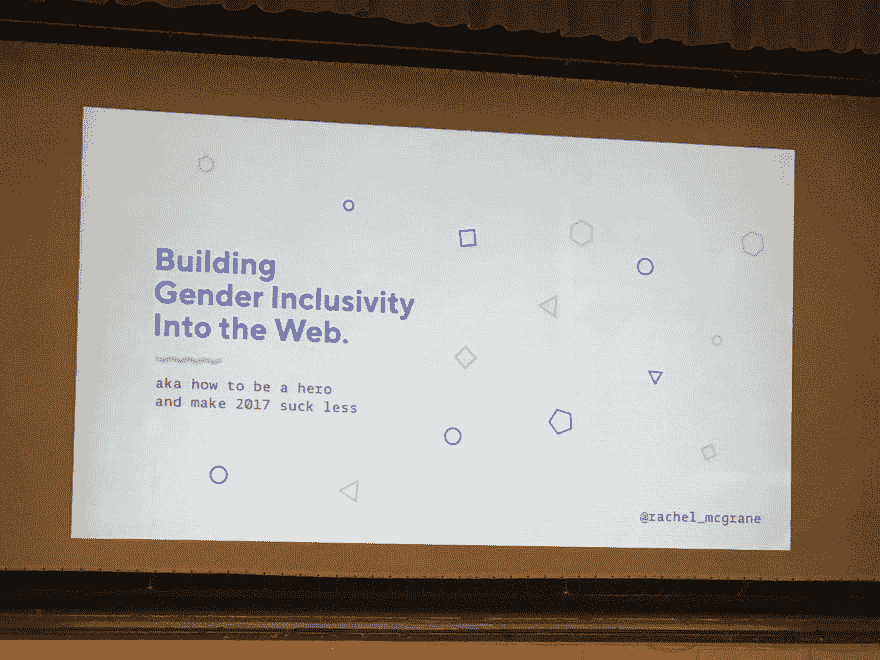 Building
Gender Inclusivity
Into the Web.
aka how to be a hero
and make 2017 suck less
@rachel_mcgrane